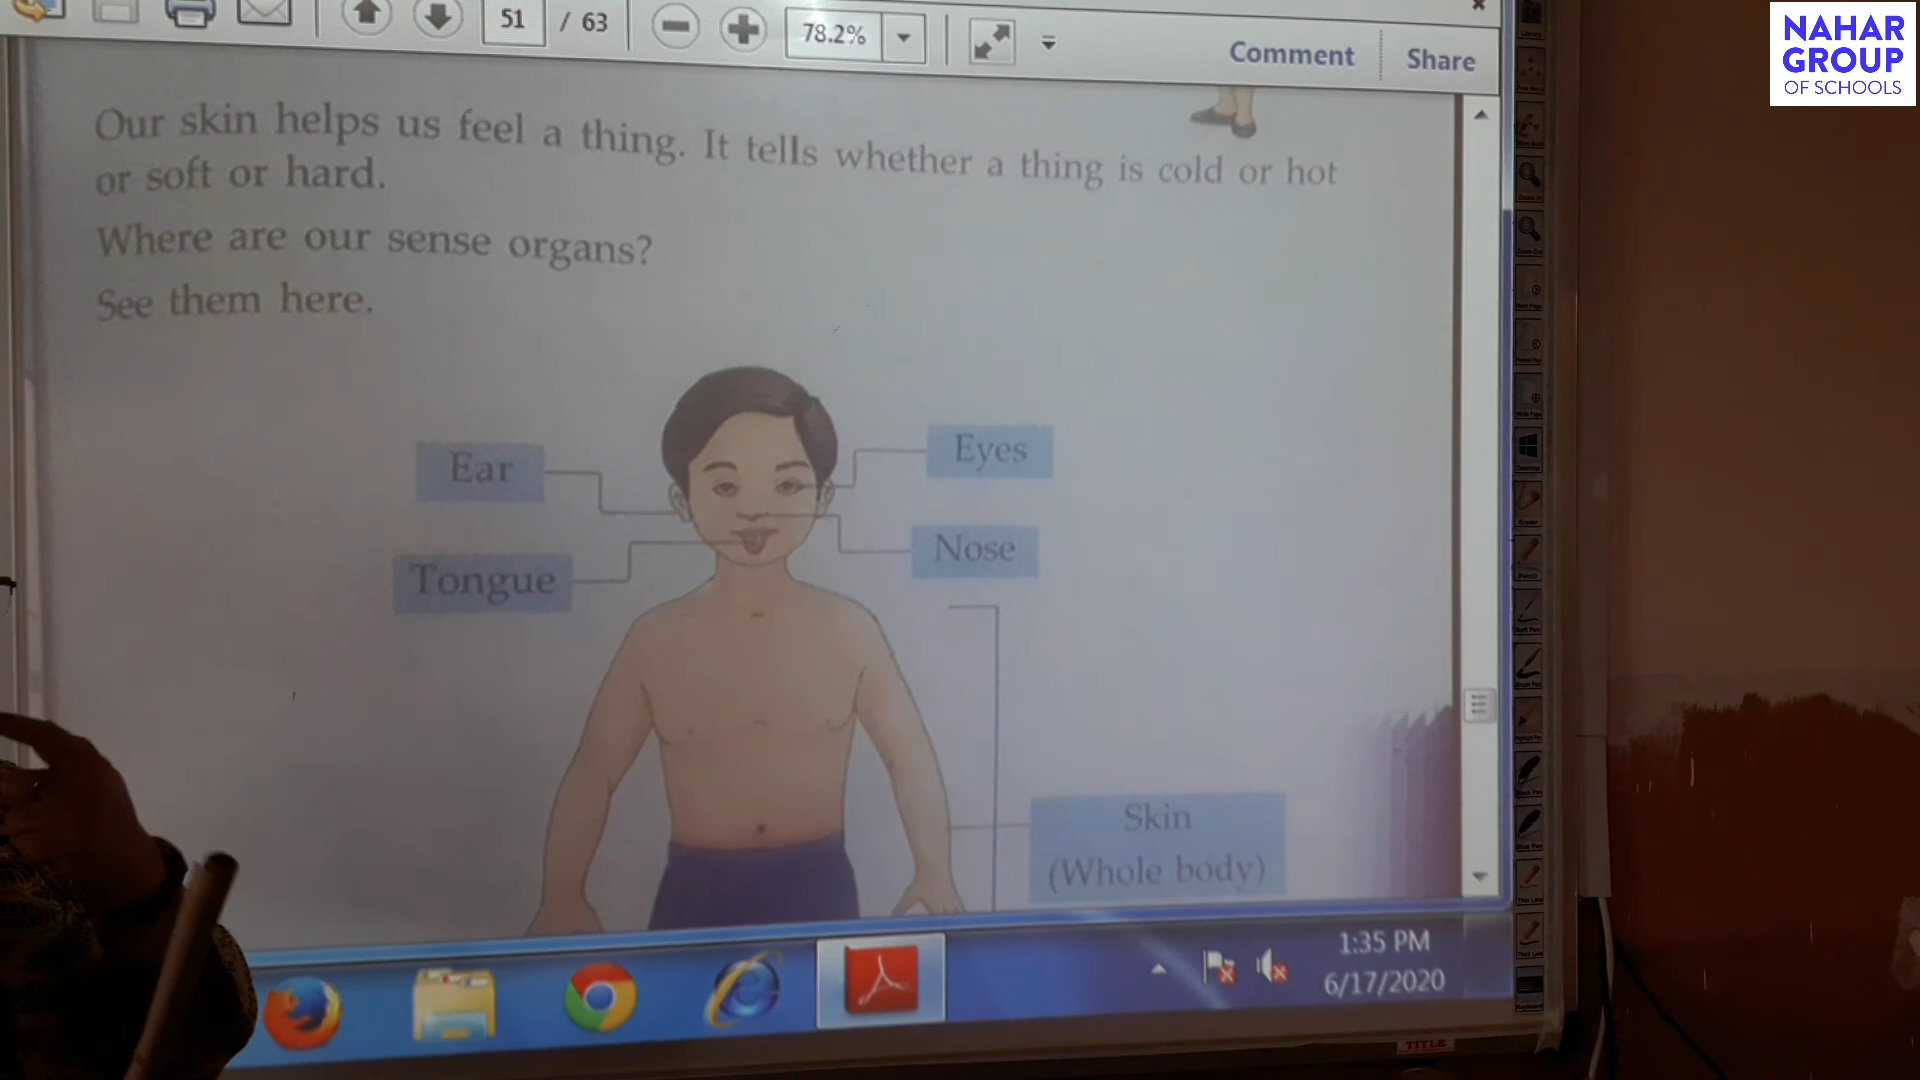 NAHAR
GROUP
OF SCHOOLS
51 / 63
78.2%
Comment
Share
Our skin helps us feel a thing. It tells whether a thing is cold or hot
or soft or hard.
Where are our sense organs?
See them here.
Ear
Eyes
Tongue
Nose
Skin
(Whole body)
1:35 PM
6/17/2020
TITLE